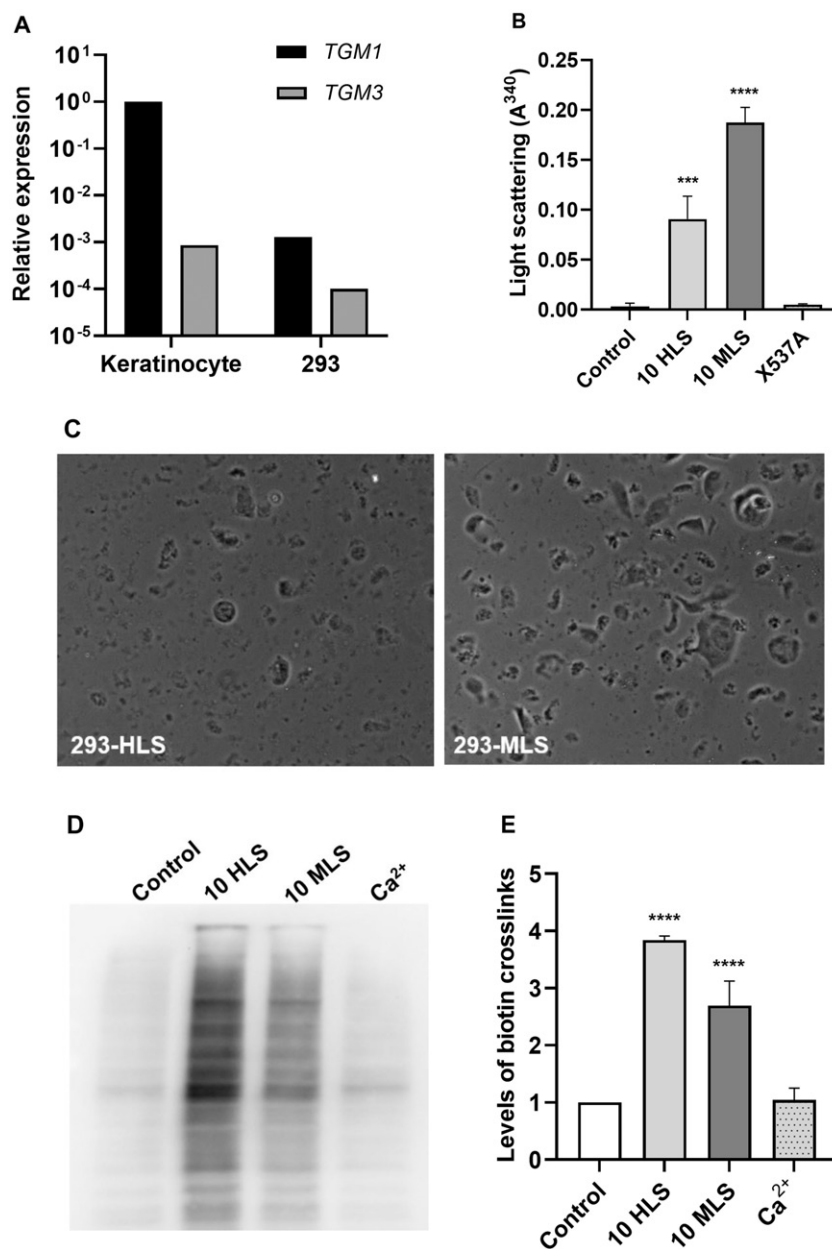 A
Relative expression
10¹
10⁰
10⁻¹
10⁻²
10⁻³
10⁻⁴
10⁻⁵
Keratinocyte
293
TGM1
TGM3
B
Light scattering (A³⁴⁰)
0.25
0.20
0.15
0.10
0.05
0.00
***
****
Control
10 HLS
10 MLS
X537A
C
293-HLS
293-MLS
D
Control
10 HLS
10 MLS
Ca²⁺
E
Levels of biotin crosslinks
5
4
3
2
1
0
****
****
Control
10 HLS
10 MLS
Ca²⁺